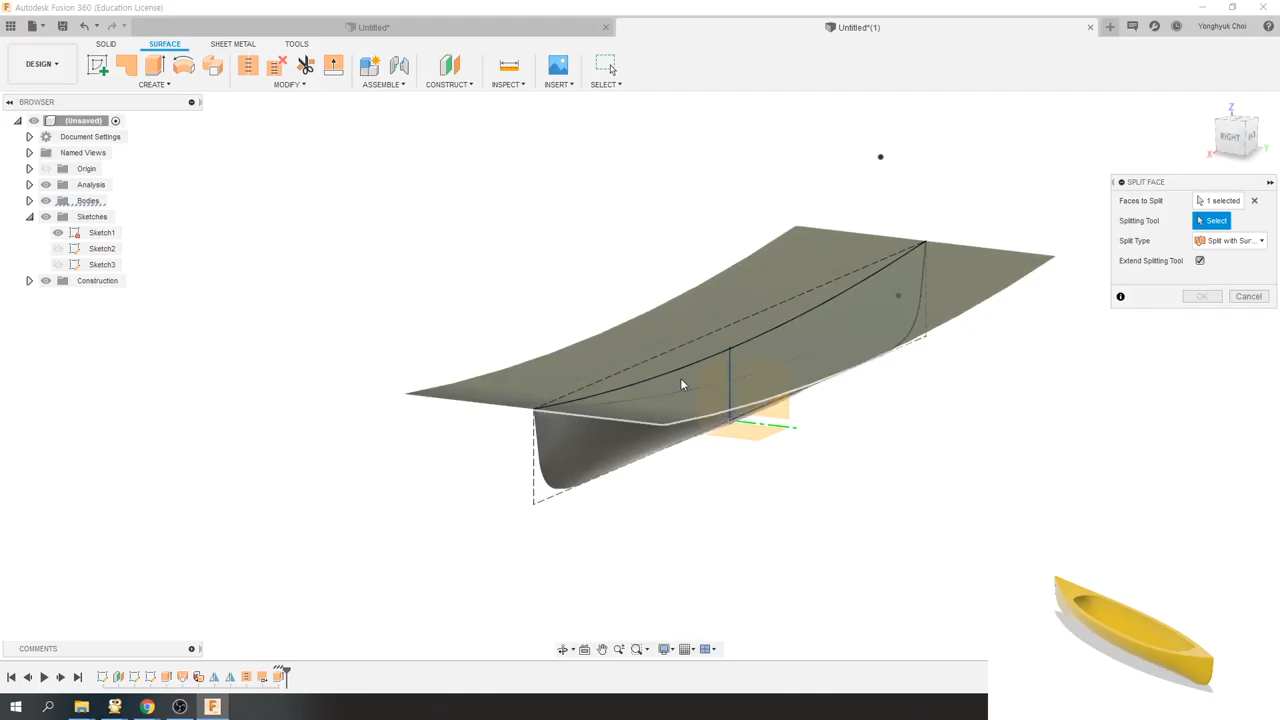 Autodesk Fusion 360 (Education License)
Untitled*
Untitled*(1)
Yonghyuk Choi
DESIGN
SOLID
SURFACE
SHEET METAL
TOOLS
CREATE
MODIFY
ASSEMBLE
CONSTRUCT
INSPECT
INSERT
SELECT
BROWSER
(Unsaved)
Document Settings
Named Views
Origin
Analysis
Bodies
Sketches
Sketch1
Sketch2
Sketch3
Construction
Z
RIGHT
X
Y
SPLIT FACE
Faces to Split
1 selected
Splitting Tool
Select
Split Type
Split with Sur...
Extend Splitting Tool
OK
Cancel
COMMENTS